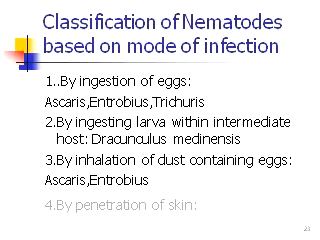 Classification of Nematodes
based on mode of infection
1..By ingestion of eggs:
Ascaris,Entrobius,Trichuris
2.By ingesting larva within intermediate
host: Dracunculus medinensis
3.By inhalation of dust containing eggs:
Ascaris,Entrobius
4.By penetration of skin:
23